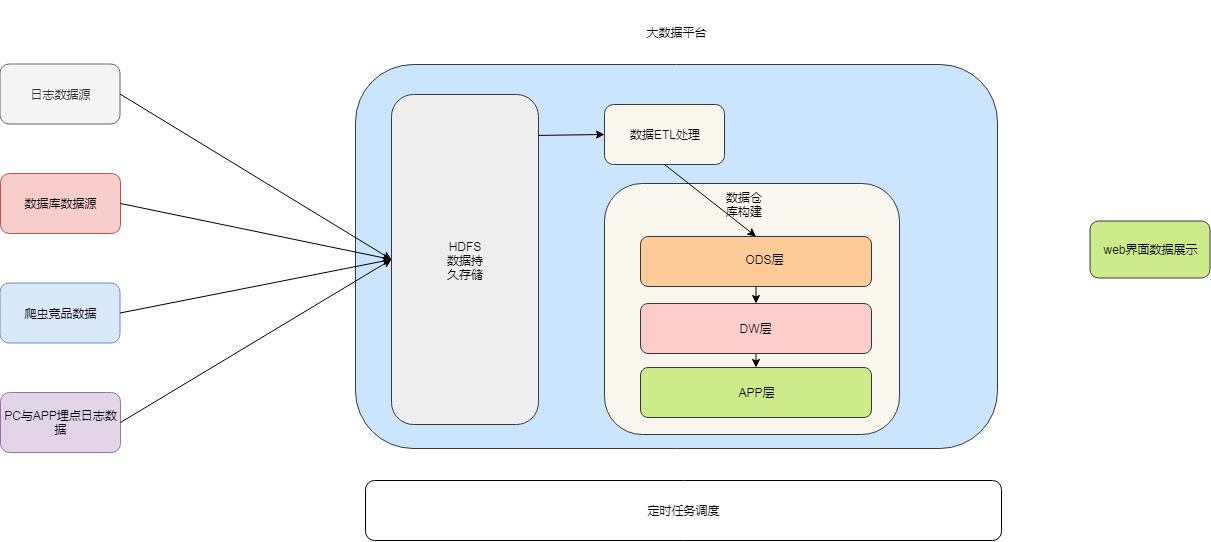 大数据平台
日志数据源
数据库数据源
爬虫竞品数据
PC与APP埋点日志数
据
HDFS
数据持
久存储
数据ETL处理
数据仓
库构建
ODS层
DW层
APP层
web界面数据展示
定时任务调度